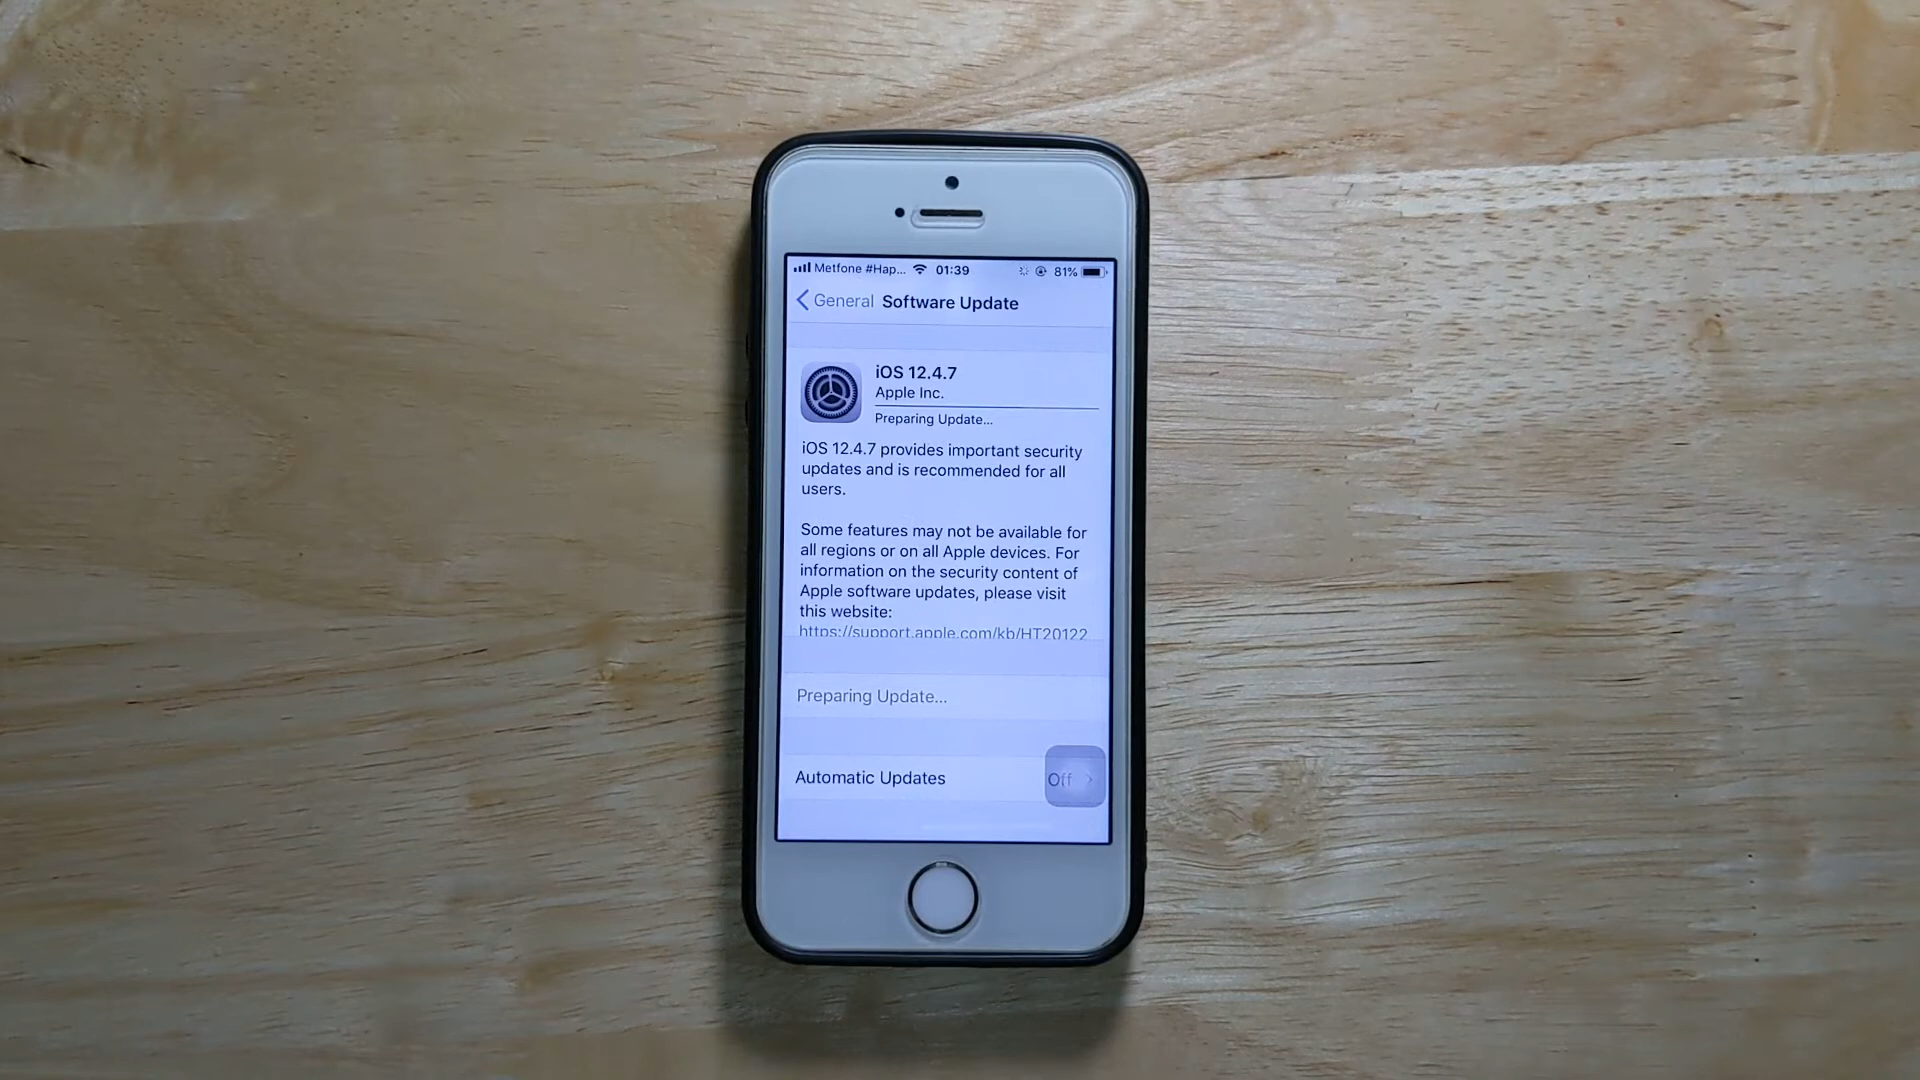 Metfone #Hap... 01:39 81%
General Software Update
iOS 12.4.7
Apple Inc.
Preparing Update...
iOS 12.4.7 provides important security
updates and is recommended for all
users.
Some features may not be available for
all regions or on all Apple devices. For
information on the security content of
Apple software updates, please visit
this website:
https://support.apple.com/kb/HT20122
Preparing Update...
Automatic Updates Off